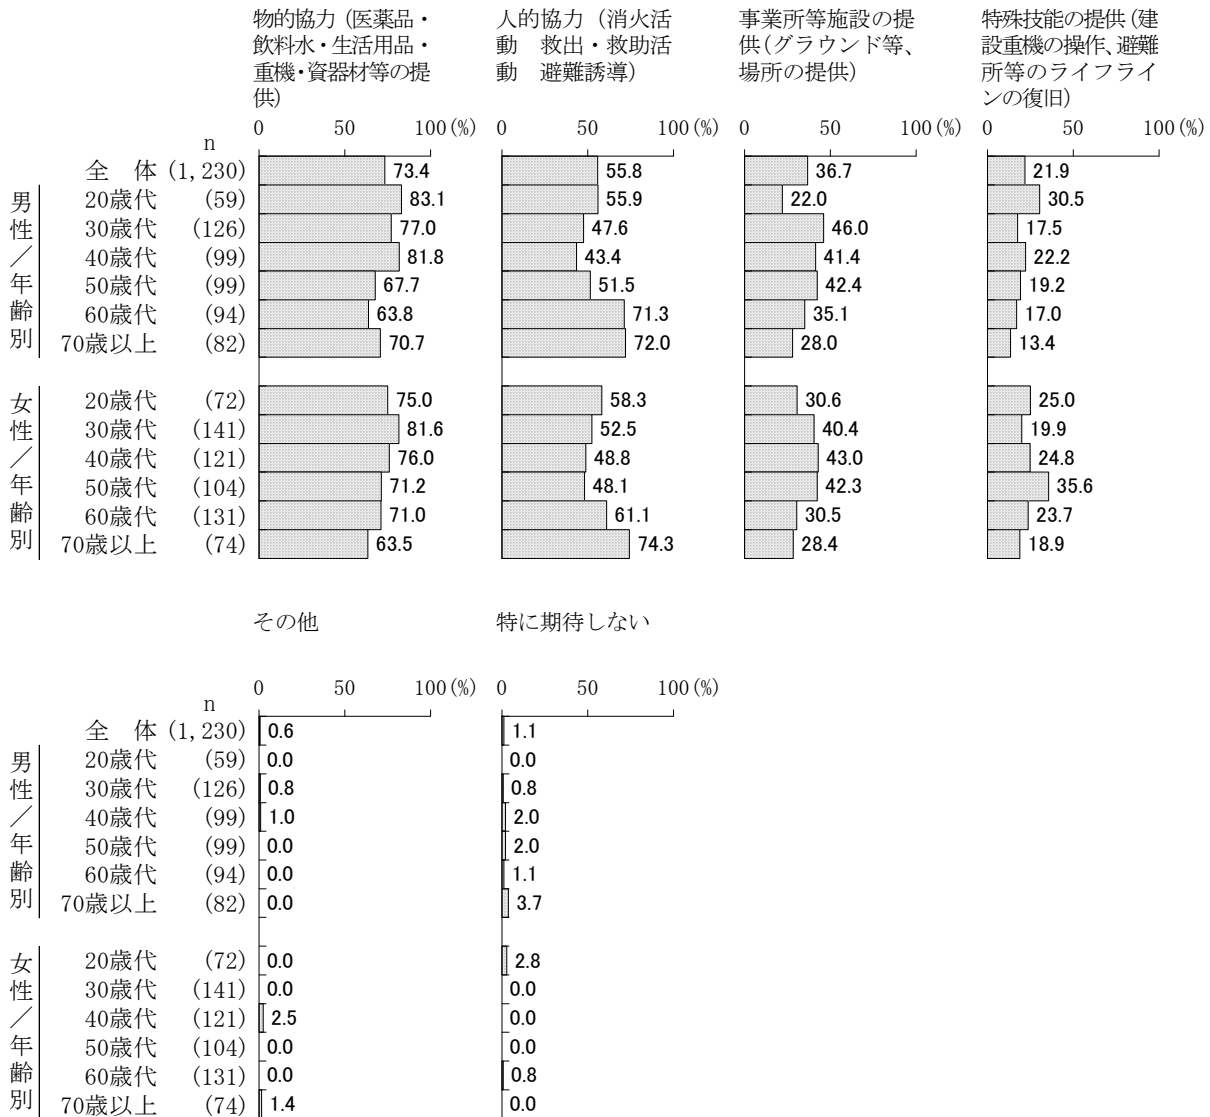 物的協力（医薬品・
飲料水・生活用品・
重機・資器材等の提
供）
人的協力（消火活
動　救出・救助活
動　避難誘導）
事業所等施設の提
供（グラウンド等、
場所の提供）
特殊技能の提供（建
設重機の操作、避難
所等のライフライ
ンの復旧）
n 0 50 100(%) 0 50 100(%) 0 50 100(%) 0 50 100(%)
全　体 (1,230) 73.4 55.8 36.7 21.9
男性／年齢別
20歳代 (59) 83.1 55.9 22.0 30.5
30歳代 (126) 77.0 47.6 46.0 17.5
40歳代 (99) 81.8 43.4 41.4 22.2
50歳代 (99) 67.7 51.5 42.4 19.2
60歳代 (94) 63.8 71.3 35.1 17.0
70歳以上 (82) 70.7 72.0 28.0 13.4
女性／年齢別
20歳代 (72) 75.0 58.3 30.6 25.0
30歳代 (141) 81.6 52.5 40.4 19.9
40歳代 (121) 76.0 48.8 43.0 24.8
50歳代 (104) 71.2 48.1 42.3 35.6
60歳代 (131) 71.0 61.1 30.5 23.7
70歳以上 (74) 63.5 74.3 28.4 18.9
その他 特に期待しない
n 0 50 100(%) 0 50 100(%)
全　体 (1,230) 0.6 1.1
男性／年齢別
20歳代 (59) 0.0 0.0
30歳代 (126) 0.8 0.8
40歳代 (99) 1.0 2.0
50歳代 (99) 0.0 2.0
60歳代 (94) 0.0 1.1
70歳以上 (82) 0.0 3.7
女性／年齢別
20歳代 (72) 0.0 2.8
30歳代 (141) 0.0 0.0
40歳代 (121) 2.5 0.0
50歳代 (104) 0.0 0.0
60歳代 (131) 0.0 0.8
70歳以上 (74) 1.4 0.0